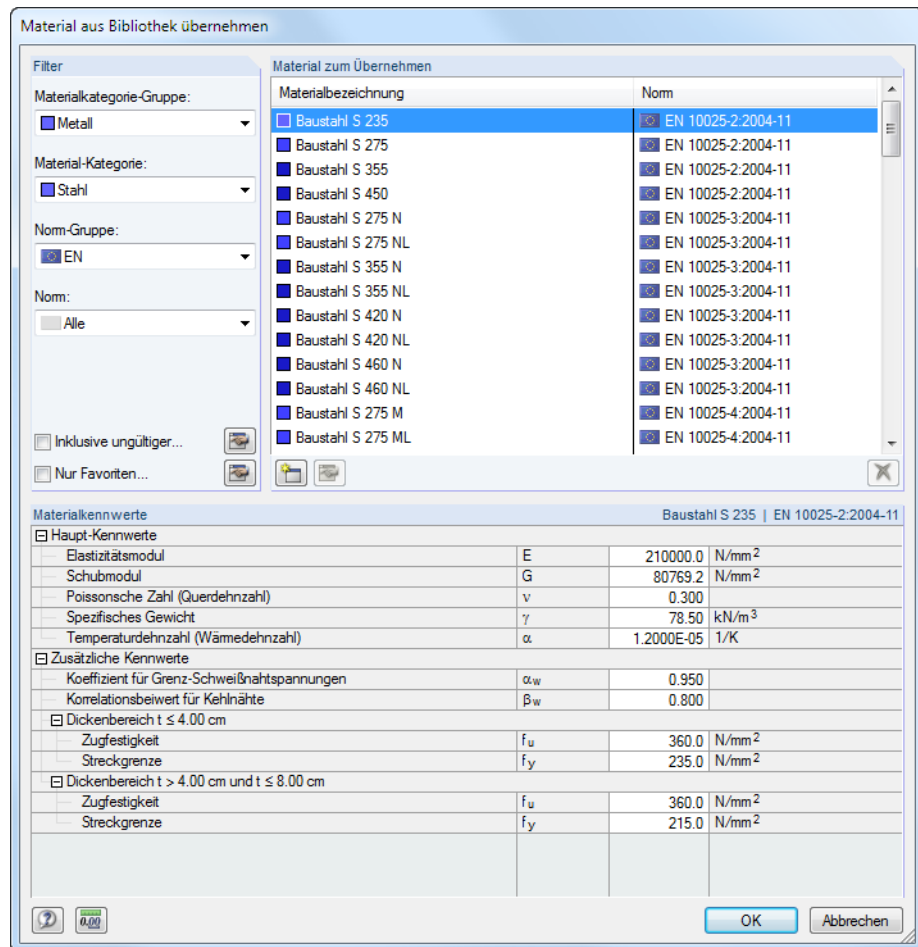 Material aus Bibliothek übernehmen
Filter
Materialkategorie-Gruppe:
Metall
Material-Kategorie:
Stahl
Norm-Gruppe:
EN
Norm:
Alle
Inklusive ungültiger...
Nur Favoriten...
Material zum Übernehmen
Materialbezeichnung Norm
Baustahl S 235 EN 10025-2:2004-11
Baustahl S 275 EN 10025-2:2004-11
Baustahl S 355 EN 10025-2:2004-11
Baustahl S 450 EN 10025-2:2004-11
Baustahl S 275 N EN 10025-3:2004-11
Baustahl S 275 NL EN 10025-3:2004-11
Baustahl S 355 N EN 10025-3:2004-11
Baustahl S 355 NL EN 10025-3:2004-11
Baustahl S 420 N EN 10025-3:2004-11
Baustahl S 420 NL EN 10025-3:2004-11
Baustahl S 460 N EN 10025-3:2004-11
Baustahl S 460 NL EN 10025-3:2004-11
Baustahl S 275 M EN 10025-4:2004-11
Baustahl S 275 ML EN 10025-4:2004-11
Materialkennwerte Baustahl S 235 | EN 10025-2:2004-11
Haupt-Kennwerte
Elastizitätsmodul E 210000.0 N/mm²
Schubmodul G 80769.2 N/mm²
Poissonsche Zahl (Querdehnzahl) ν 0.300
Spezifisches Gewicht γ 78.50 kN/m³
Temperaturdehnzahl (Wärmedehnzahl) α 1.2000E-05 1/K
Zusätzliche Kennwerte
Koeffizient für Grenz-Schweißnahtspannungen αw 0.950
Korrelationsbeiwert für Kehlnähte βw 0.800
Dickenbereich t ≤ 4.00 cm
Zugfestigkeit fu 360.0 N/mm²
Streckgrenze fy 235.0 N/mm²
Dickenbereich t > 4.00 cm und t ≤ 8.00 cm
Zugfestigkeit fu 360.0 N/mm²
Streckgrenze fy 215.0 N/mm²
0.00
OK Abbrechen